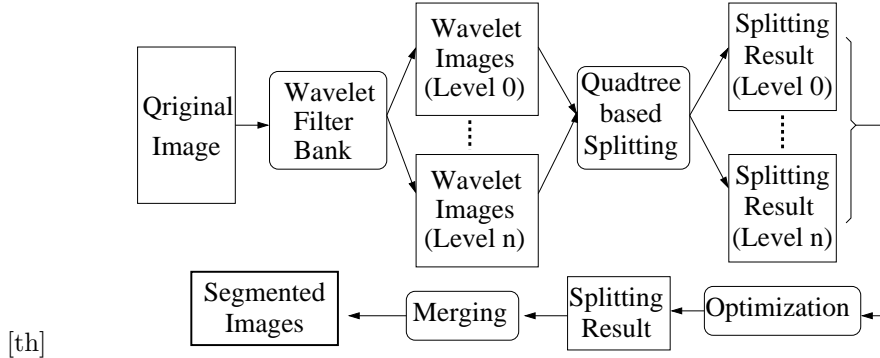 Qriginal
Image
Wavelet
Filter
Bank
Wavelet
Images
(Level 0)
Wavelet
Images
(Level n)
Quadtree
based
Splitting
Splitting
Result
(Level 0)
Splitting
Result
(Level n)
Optimization
Splitting
Result
Merging
Segmented
Images
[th]